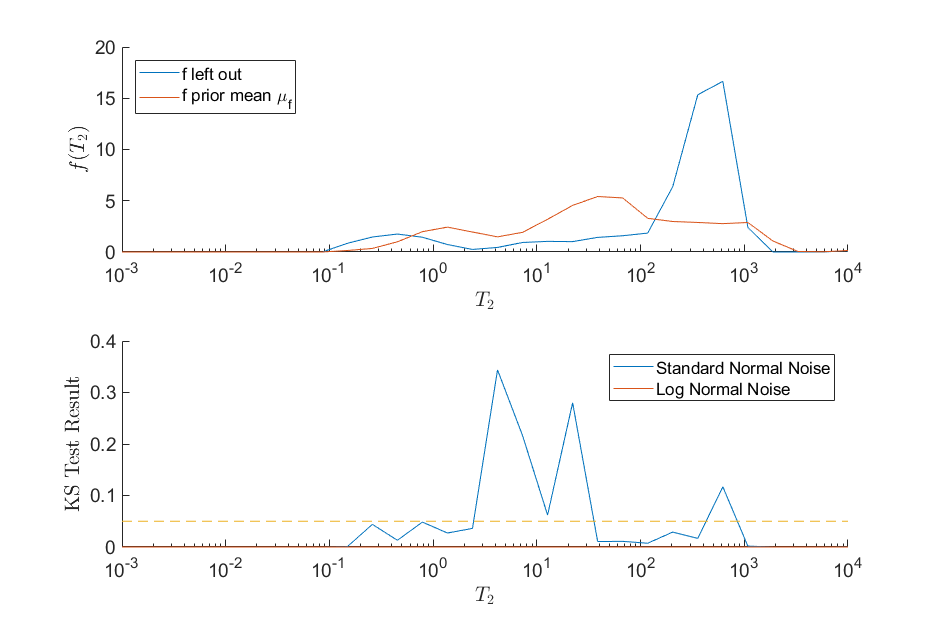 20
15
10
5
0
f(T₂)
f left out
f prior mean μ_f
10⁻³ 10⁻² 10⁻¹ 10⁰ 10¹ 10² 10³ 10⁴
T₂
0.4
0.3
0.2
0.1
0
KS Test Result
Standard Normal Noise
Log Normal Noise
10⁻³ 10⁻² 10⁻¹ 10⁰ 10¹ 10² 10³ 10⁴
T₂